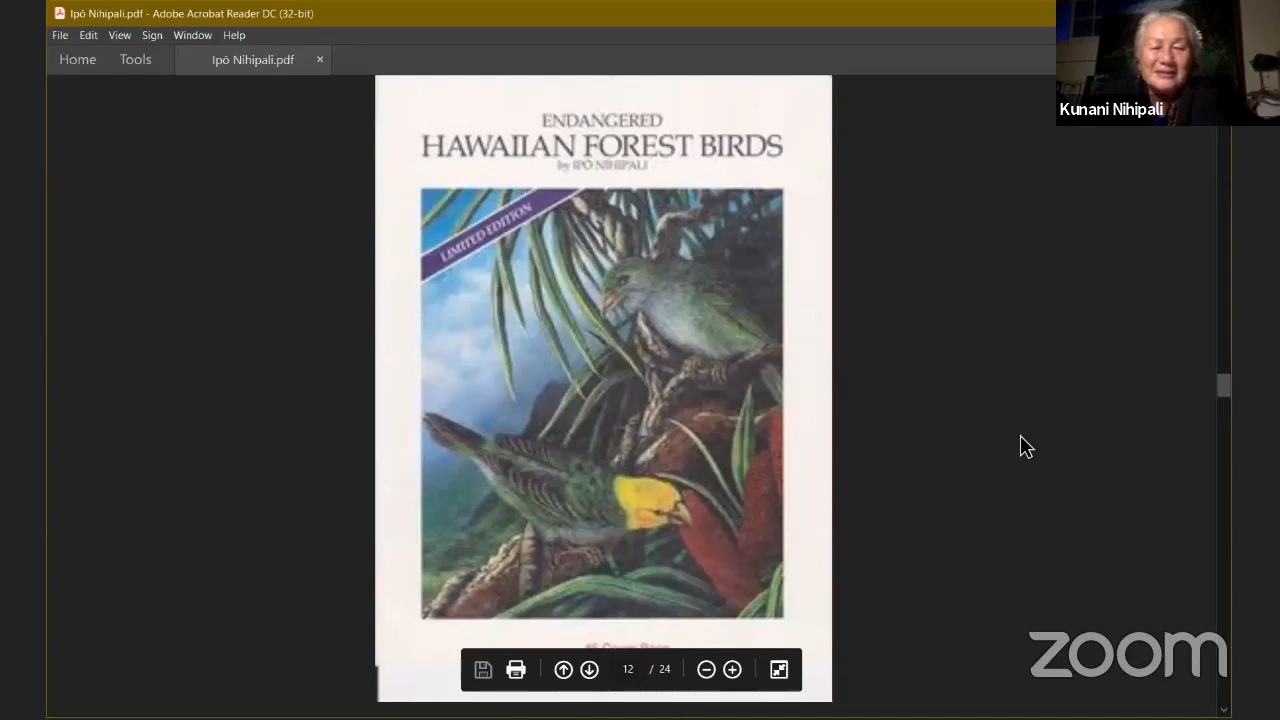 Ipō Nihipali.pdf - Adobe Acrobat Reader DC (32-bit)
File Edit View Sign Window Help
Home Tools Ipō Nihipali.pdf ×
Kunani Nihipali
ENDANGERED
HAWAIIAN FOREST BIRDS
by IPŌ NIHIPALI
LIMITED EDITION
12 / 24
zoom